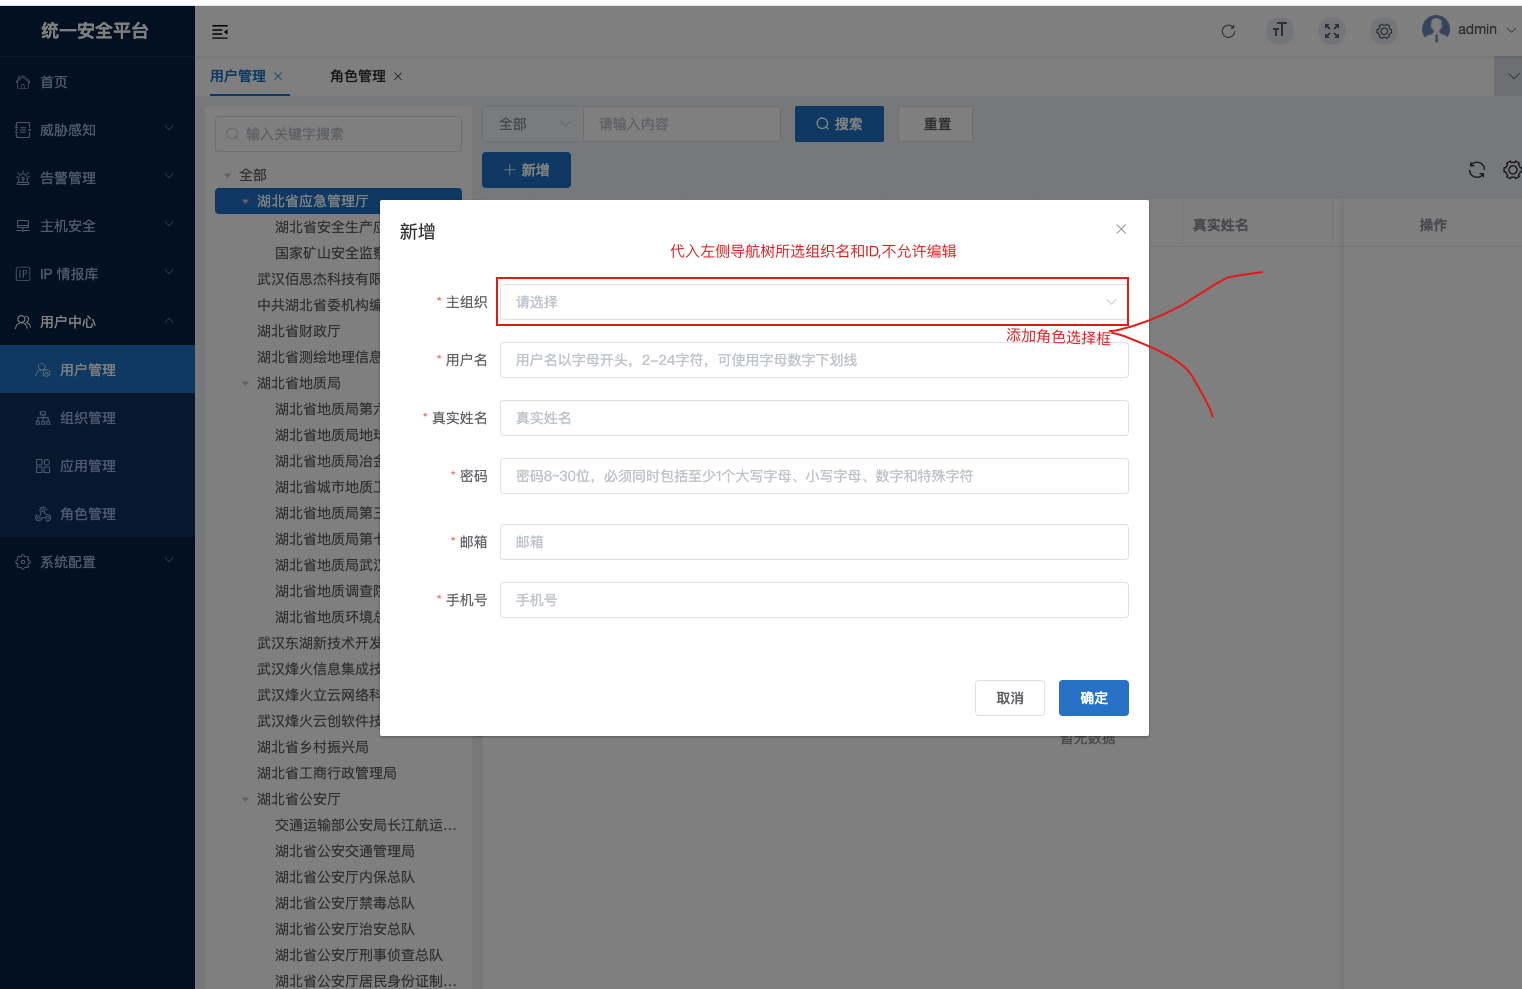 统一安全平台
admin
首页
威胁感知
告警管理
主机安全
IP 情报库
用户中心
用户管理
组织管理
应用管理
角色管理
系统配置
用户管理
角色管理
输入关键字搜索
全部
湖北省应急管理厅
湖北省安全生产应
国家矿山安全监察
武汉佰思杰科技有限
中共湖北省委机构编
湖北省财政厅
湖北省测绘地理信息
湖北省地质局
湖北省地质局第六
湖北省地质局地球
湖北省地质局冶金
湖北省城市地质工
湖北省地质局第三
湖北省地质局第七
湖北省地质局武汉
湖北省地质调查院
湖北省地质环境总
武汉东湖新技术开发
武汉烽火信息集成技
武汉烽火立云网络科
武汉烽火云创软件技
湖北省乡村振兴局
湖北省工商行政管理局
湖北省公安厅
交通运输部公安局长江航运...
湖北省公安交通管理局
湖北省公安厅内保总队
湖北省公安厅禁毒总队
湖北省公安厅治安总队
湖北省公安厅刑事侦查总队
湖北省公安厅居民身份证制...
全部
请输入内容
搜索
重置
新增
真实姓名
操作
暂无数据
新增
代入左侧导航树所选组织名和ID,不允许编辑
* 主组织
请选择
添加角色选择框
* 用户名
用户名以字母开头，2-24字符，可使用字母数字下划线
* 真实姓名
真实姓名
* 密码
密码8~30位，必须同时包括至少1个大写字母、小写字母、数字和特殊字符
* 邮箱
邮箱
* 手机号
手机号
取消
确定